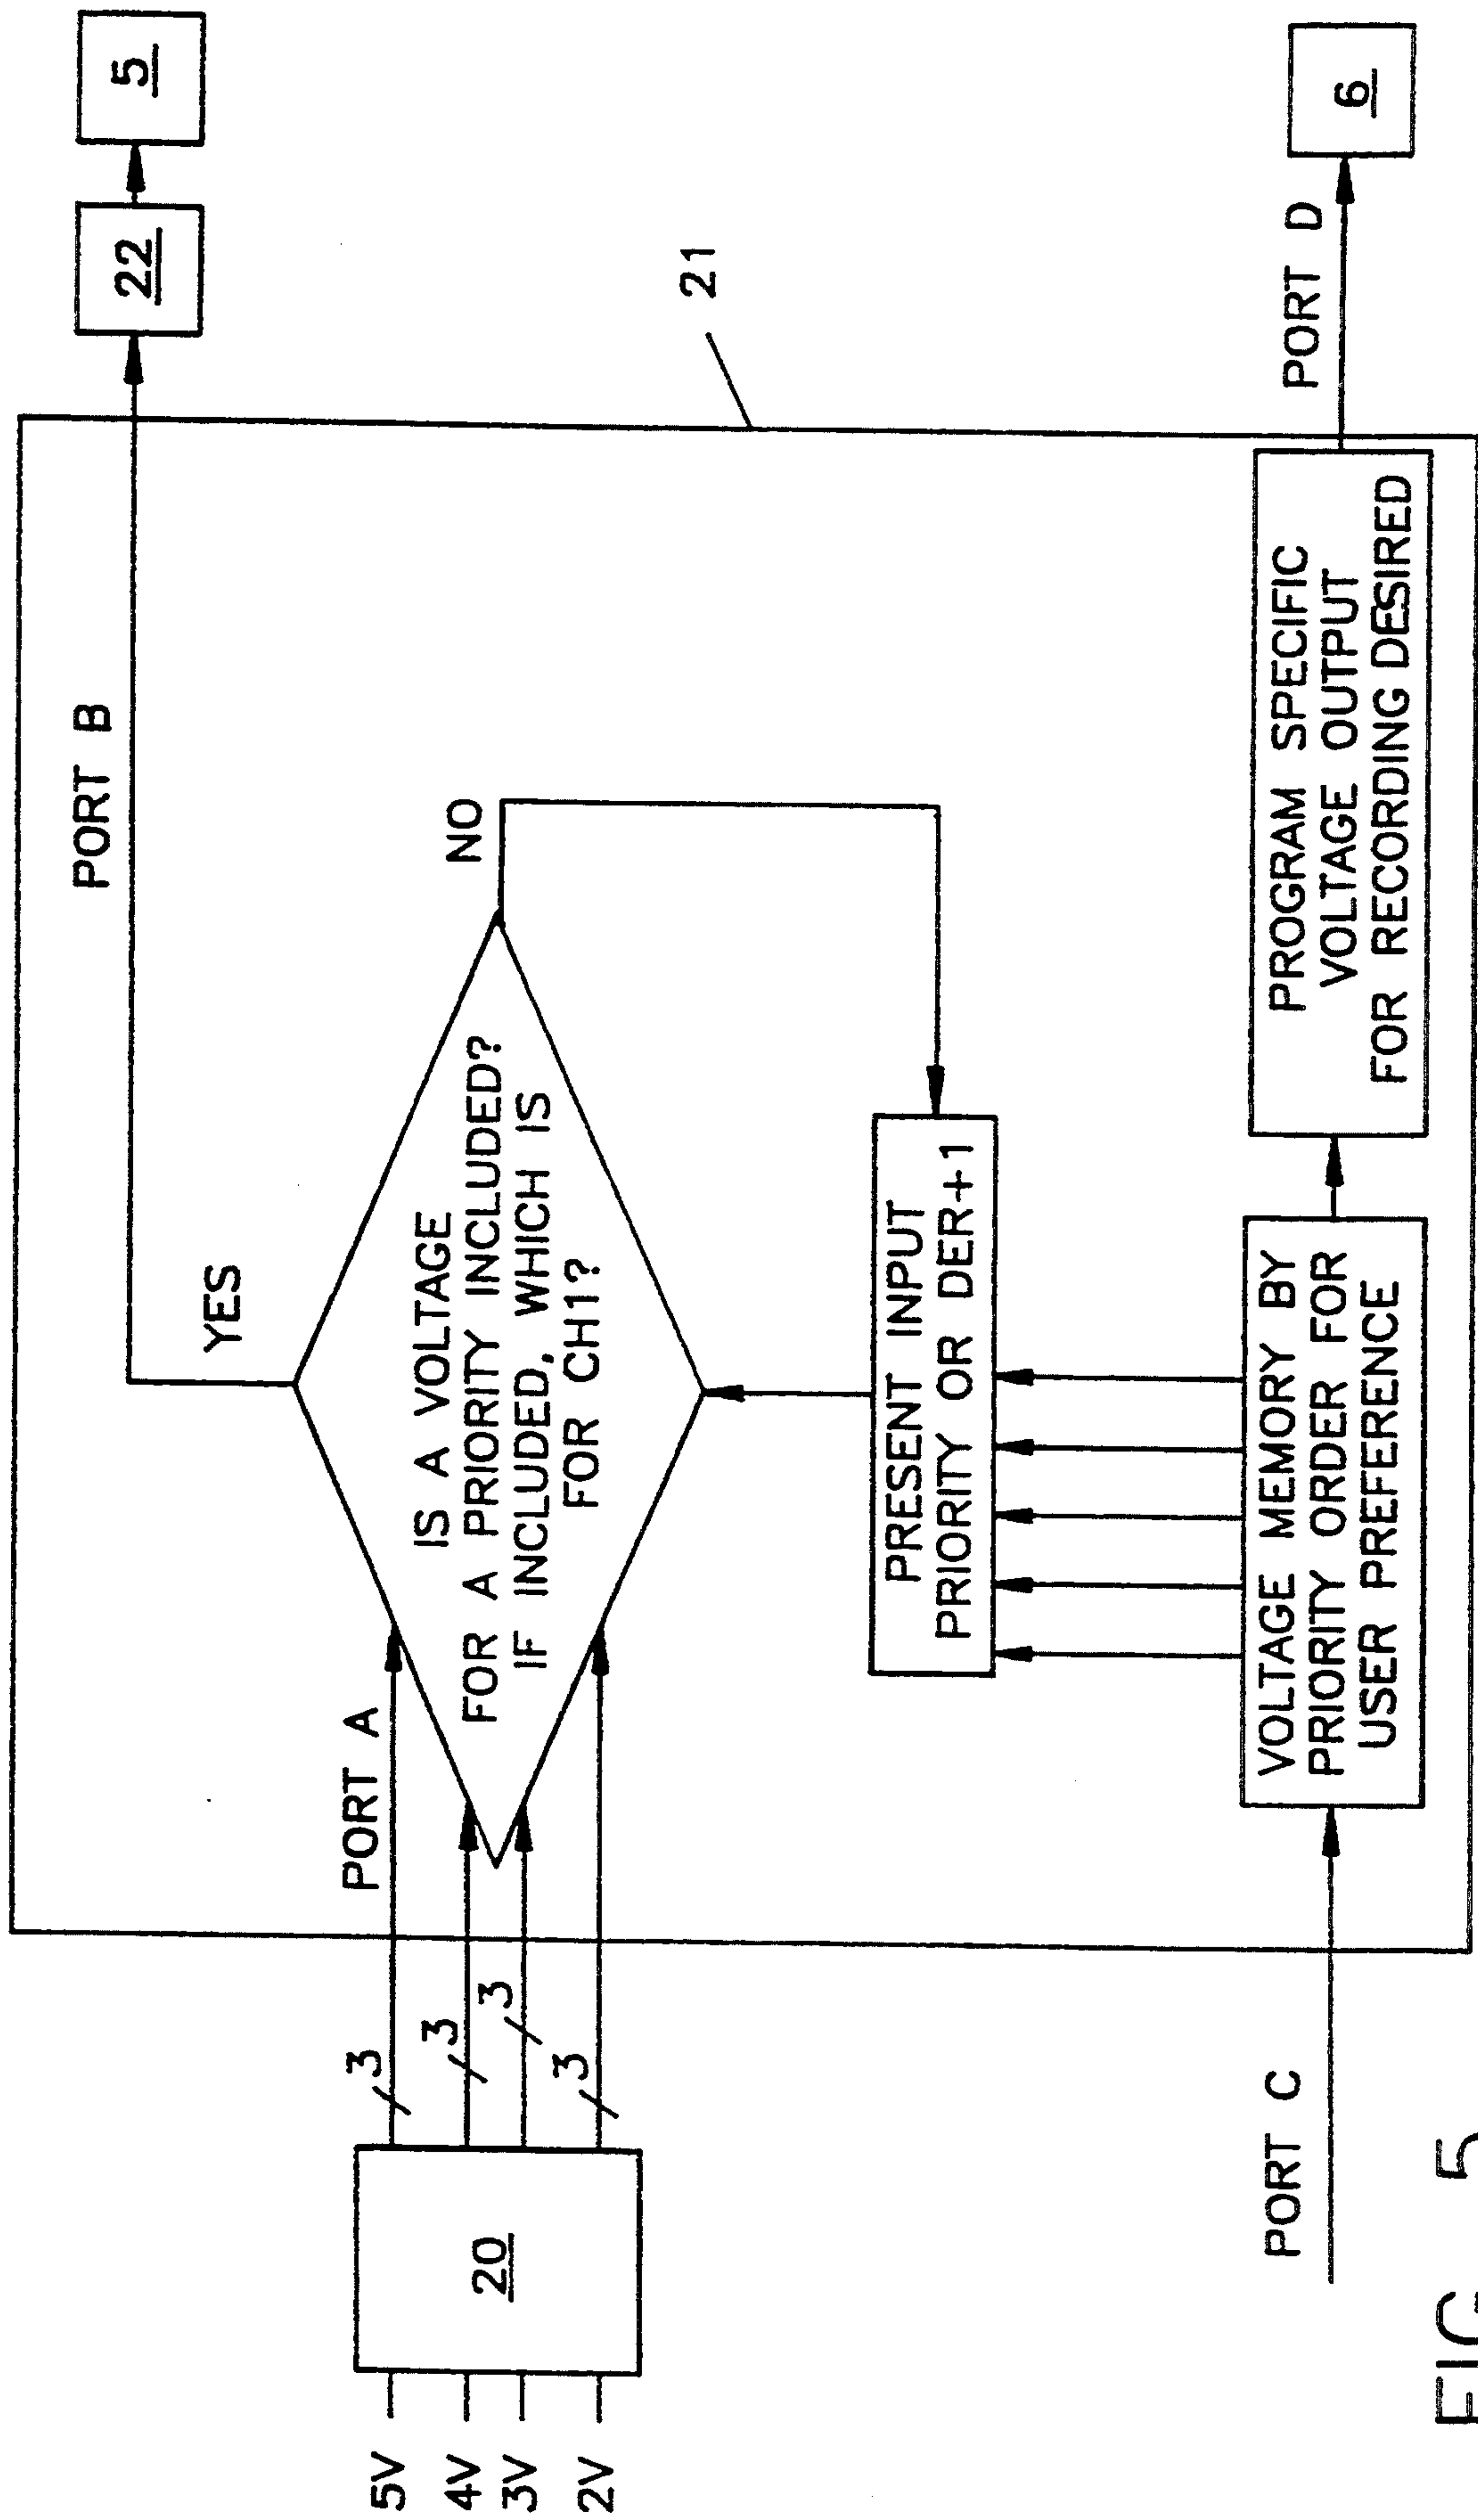 5V
4V
3V
2V
20
3
3
3
3
PORT A
PORT B
YES
NO
IS A VOLTAGE
FOR A PRIORITY INCLUDED?
IF INCLUDED, WHICH IS
FOR CH1?
PRESENT INPUT
PRIORITY OR DER+1
22
5
21
PORT C
VOLTAGE MEMORY BY
PRIORITY ORDER FOR
USER PREFERENCE
PROGRAM SPECIFIC
VOLTAGE OUTPUT
FOR RECORDING DESIRED
PORT D
6
FIG. 5